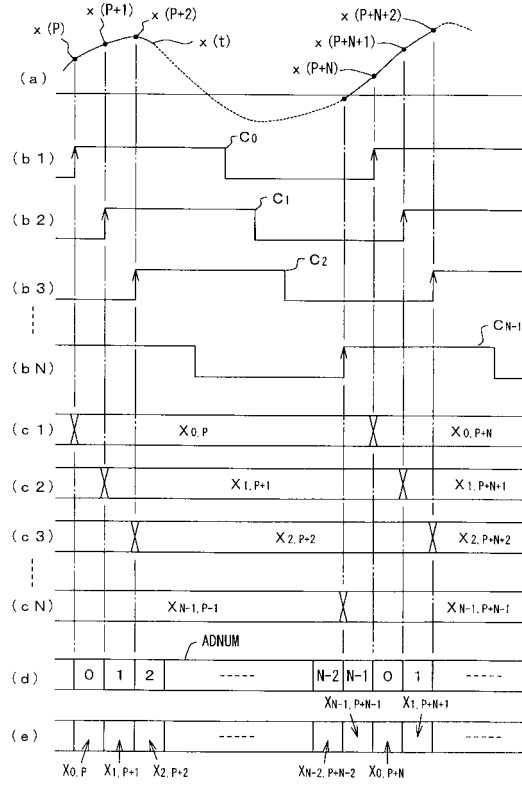 x (P)
x (P+1)
x (P+2)
x (t)
x (P+N)
x (P+N+1)
x (P+N+2)
(a)
(b 1) C0
(b 2) C1
(b 3) C2
(b N) CN-1
(c 1) X0, P X0, P+N
(c 2) X1, P+1 X1, P+N+1
(c 3) X2, P+2 X2, P+N+2
(c N) XN-1, P-1 XN-1, P+N-1
ADNUM
(d) 0 1 2 ----- N-2 N-1 0 1 -----
XN-1, P+N-1 X1, P+N+1
(e) ----- -----
X0, P X1, P+1 X2, P+2 XN-2, P+N-2 X0, P+N